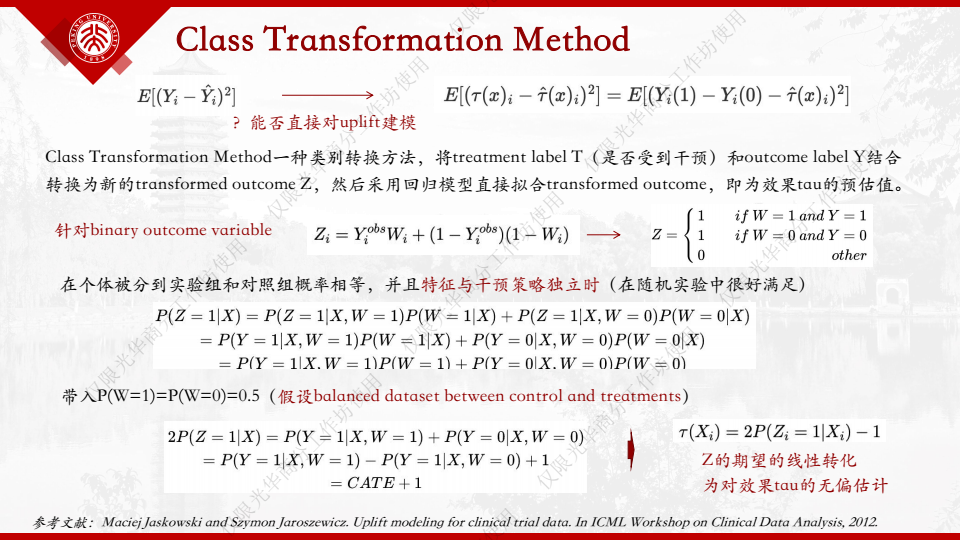 PEKING UNIVERSITY
1898
Class Transformation Method
E[(Y_i − Ŷ_i)²] → E[(τ(x)_i − τ̂(x)_i)²] = E[(Y_i(1) − Y_i(0) − τ̂(x)_i)²]
？能否直接对uplift建模
Class Transformation Method一种类别转换方法，将treatment label T（是否受到干预）和outcome label Y结合
转换为新的transformed outcome Z，然后采用回归模型直接拟合transformed outcome，即为效果tau的预估值。
针对binary outcome variable
Z_i = Y_i^{obs}W_i + (1 − Y_i^{obs})(1 − W_i) →
Z = { 1 if W = 1 and Y = 1
1 if W = 0 and Y = 0
0 other
在个体被分到实验组和对照组概率相等，并且特征与干预策略独立时（在随机实验中很好满足）
P(Z = 1|X) = P(Z = 1|X, W = 1)P(W = 1|X) + P(Z = 1|X, W = 0)P(W = 0|X)
= P(Y = 1|X, W = 1)P(W = 1|X) + P(Y = 0|X, W = 0)P(W = 0|X)
= P(Y = 1|X, W = 1)P(W = 1) + P(Y = 0|X, W = 0)P(W = 0)
带入P(W=1)=P(W=0)=0.5（假设balanced dataset between control and treatments）
2P(Z = 1|X) = P(Y = 1|X, W = 1) + P(Y = 0|X, W = 0)
= P(Y = 1|X, W = 1) − P(Y = 1|X, W = 0) + 1
= CATE + 1
τ(X_i) = 2P(Z_i = 1|X_i) − 1
Z的期望的线性转化
为对效果tau的无偏估计
参考文献：Maciej Jaskowski and Szymon Jaroszewicz. Uplift modeling for clinical trial data. In ICML Workshop on Clinical Data Analysis, 2012.
仅限光华商分工作坊使用